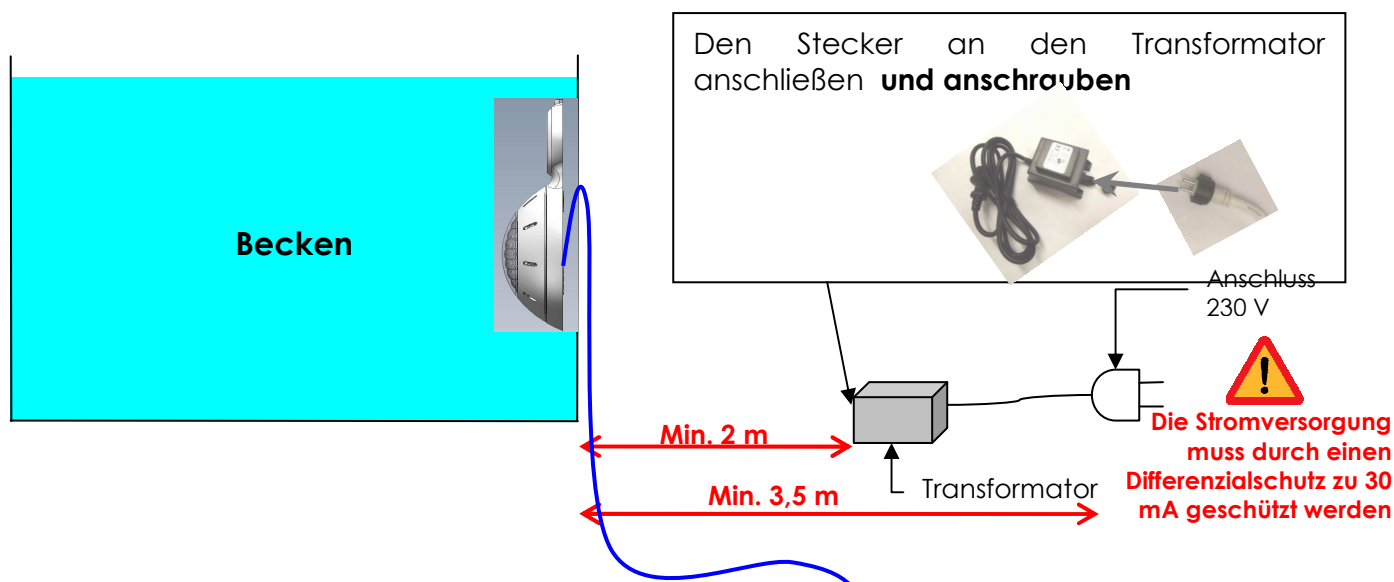 Den Stecker an den Transformator
anschließen und anschrauben
Becken
Anschluss
230 V
Min. 2 m
Die Stromversorgung
muss durch einen
Differenzialschutz zu 30
mA geschützt werden
Min. 3,5 m
Transformator